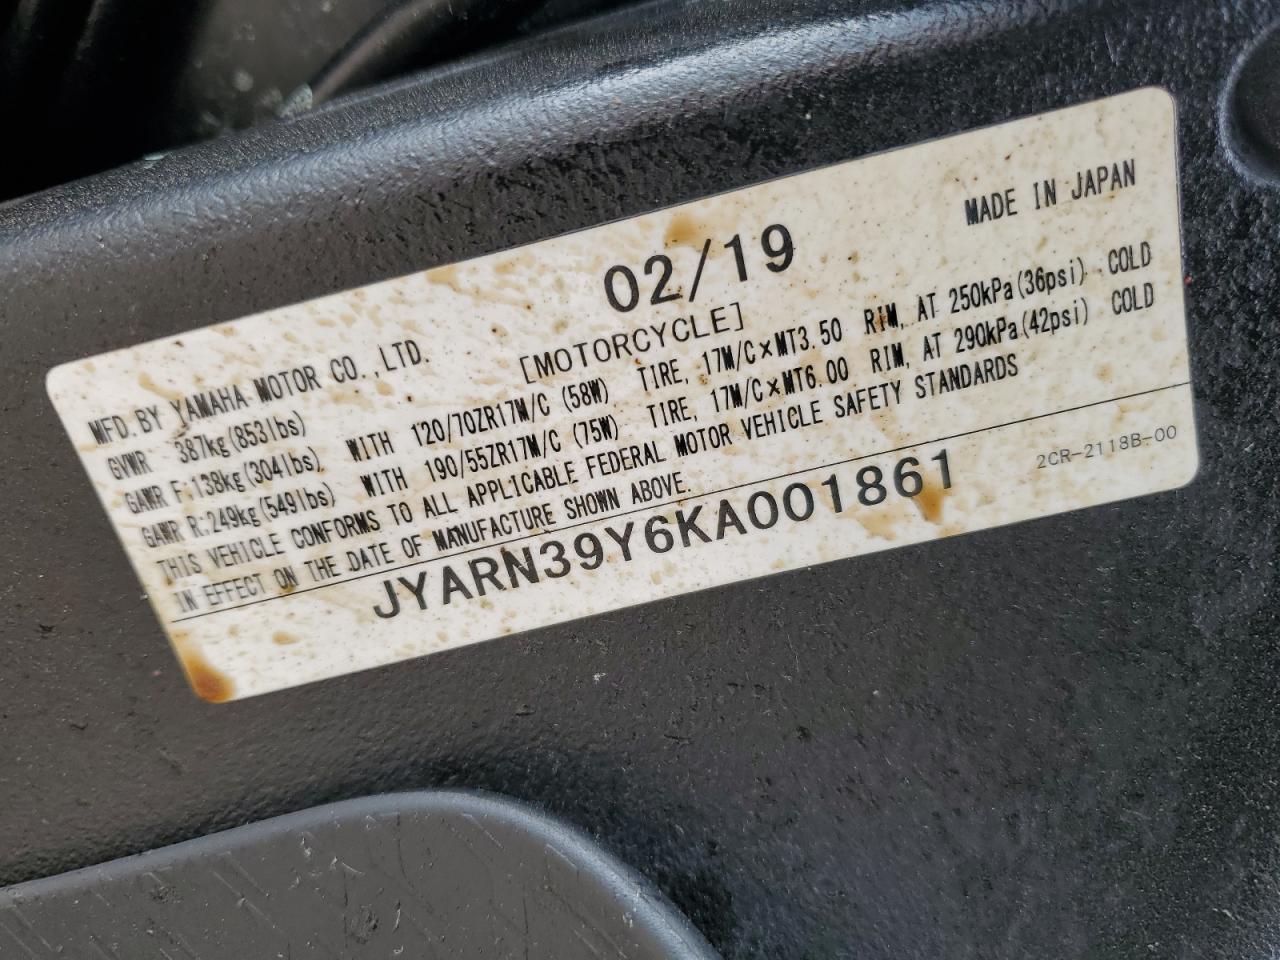 MADE IN JAPAN
02/19
MFD. BY YAMAHA MOTOR CO.,LTD. [MOTORCYCLE]
GVWR 387kg(853lbs)
GAWR F:138kg(304lbs) WITH 120/70ZR17M/C (58W) TIRE, 17M/C×MT3.50 RIM, AT 250kPa(36psi) COLD
GAWR R:249kg(549lbs) WITH 190/55ZR17M/C (75W) TIRE, 17M/C×MT6.00 RIM, AT 290kPa(42psi) COLD
THIS VEHICLE CONFORMS TO ALL APPLICABLE FEDERAL MOTOR VEHICLE SAFETY STANDARDS
IN EFFECT ON THE DATE OF MANUFACTURE SHOWN ABOVE.
JYARN39Y6KA001861
2CR-2118B-00